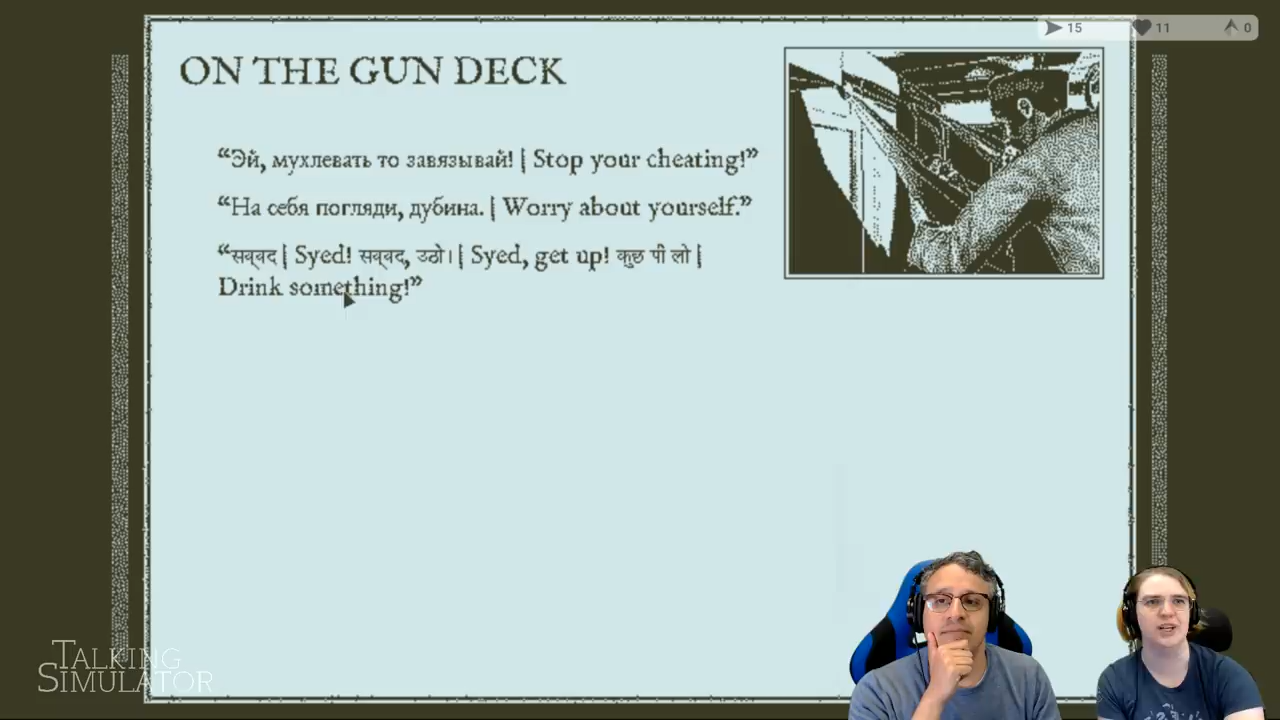 15
11
0
ON THE GUN DECK
“Эй, мухлевать то завязывай! | Stop your cheating!”
“На себя погляди, дубина. | Worry about yourself.”
“सय्यद | Syed! सय्यद, उठो। | Syed, get up! कुछ पी लो |
Drink something!”
TALKING
SIMULATOR